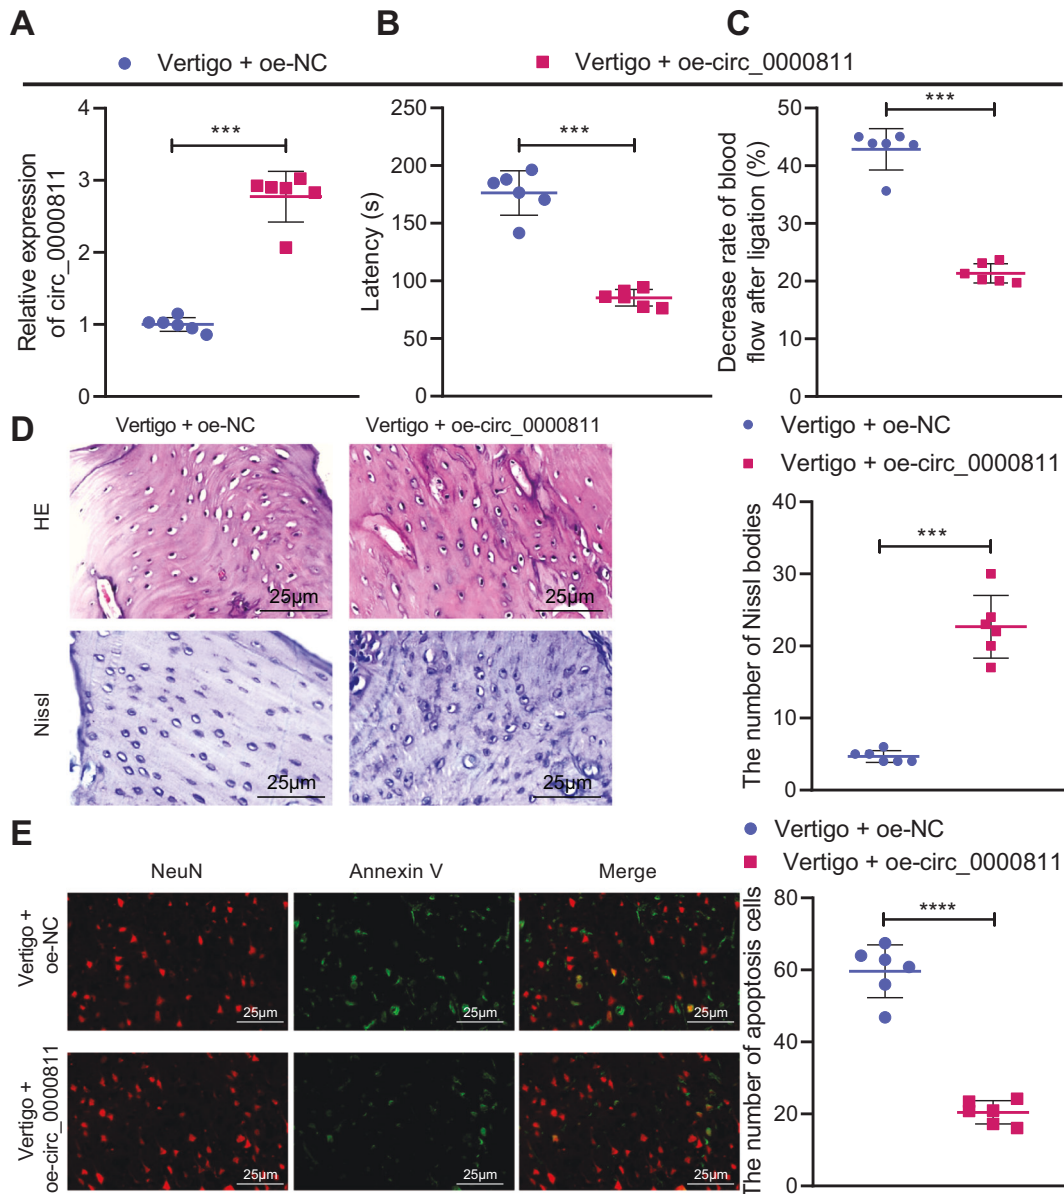 A
B
C
Vertigo + oe-NC
Vertigo + oe-circ_0000811
Relative expression
of circ_0000811
4
3
2
1
0
***
Latency (s)
250
200
150
100
50
0
***
Decrease rate of blood
flow after ligation (%)
50
40
30
20
10
0
***
D
Vertigo + oe-NC
Vertigo + oe-circ_0000811
HE
25μm
25μm
Nissl
25μm
25μm
Vertigo + oe-NC
Vertigo + oe-circ_0000811
The number of Nissl bodies
40
30
20
10
0
***
E
NeuN
Annexin V
Merge
Vertigo +
oe-NC
25μm
25μm
25μm
Vertigo +
oe-circ_0000811
25μm
25μm
25μm
Vertigo + oe-NC
Vertigo + oe-circ_0000811
The number of apoptosis cells
80
60
40
20
0
****